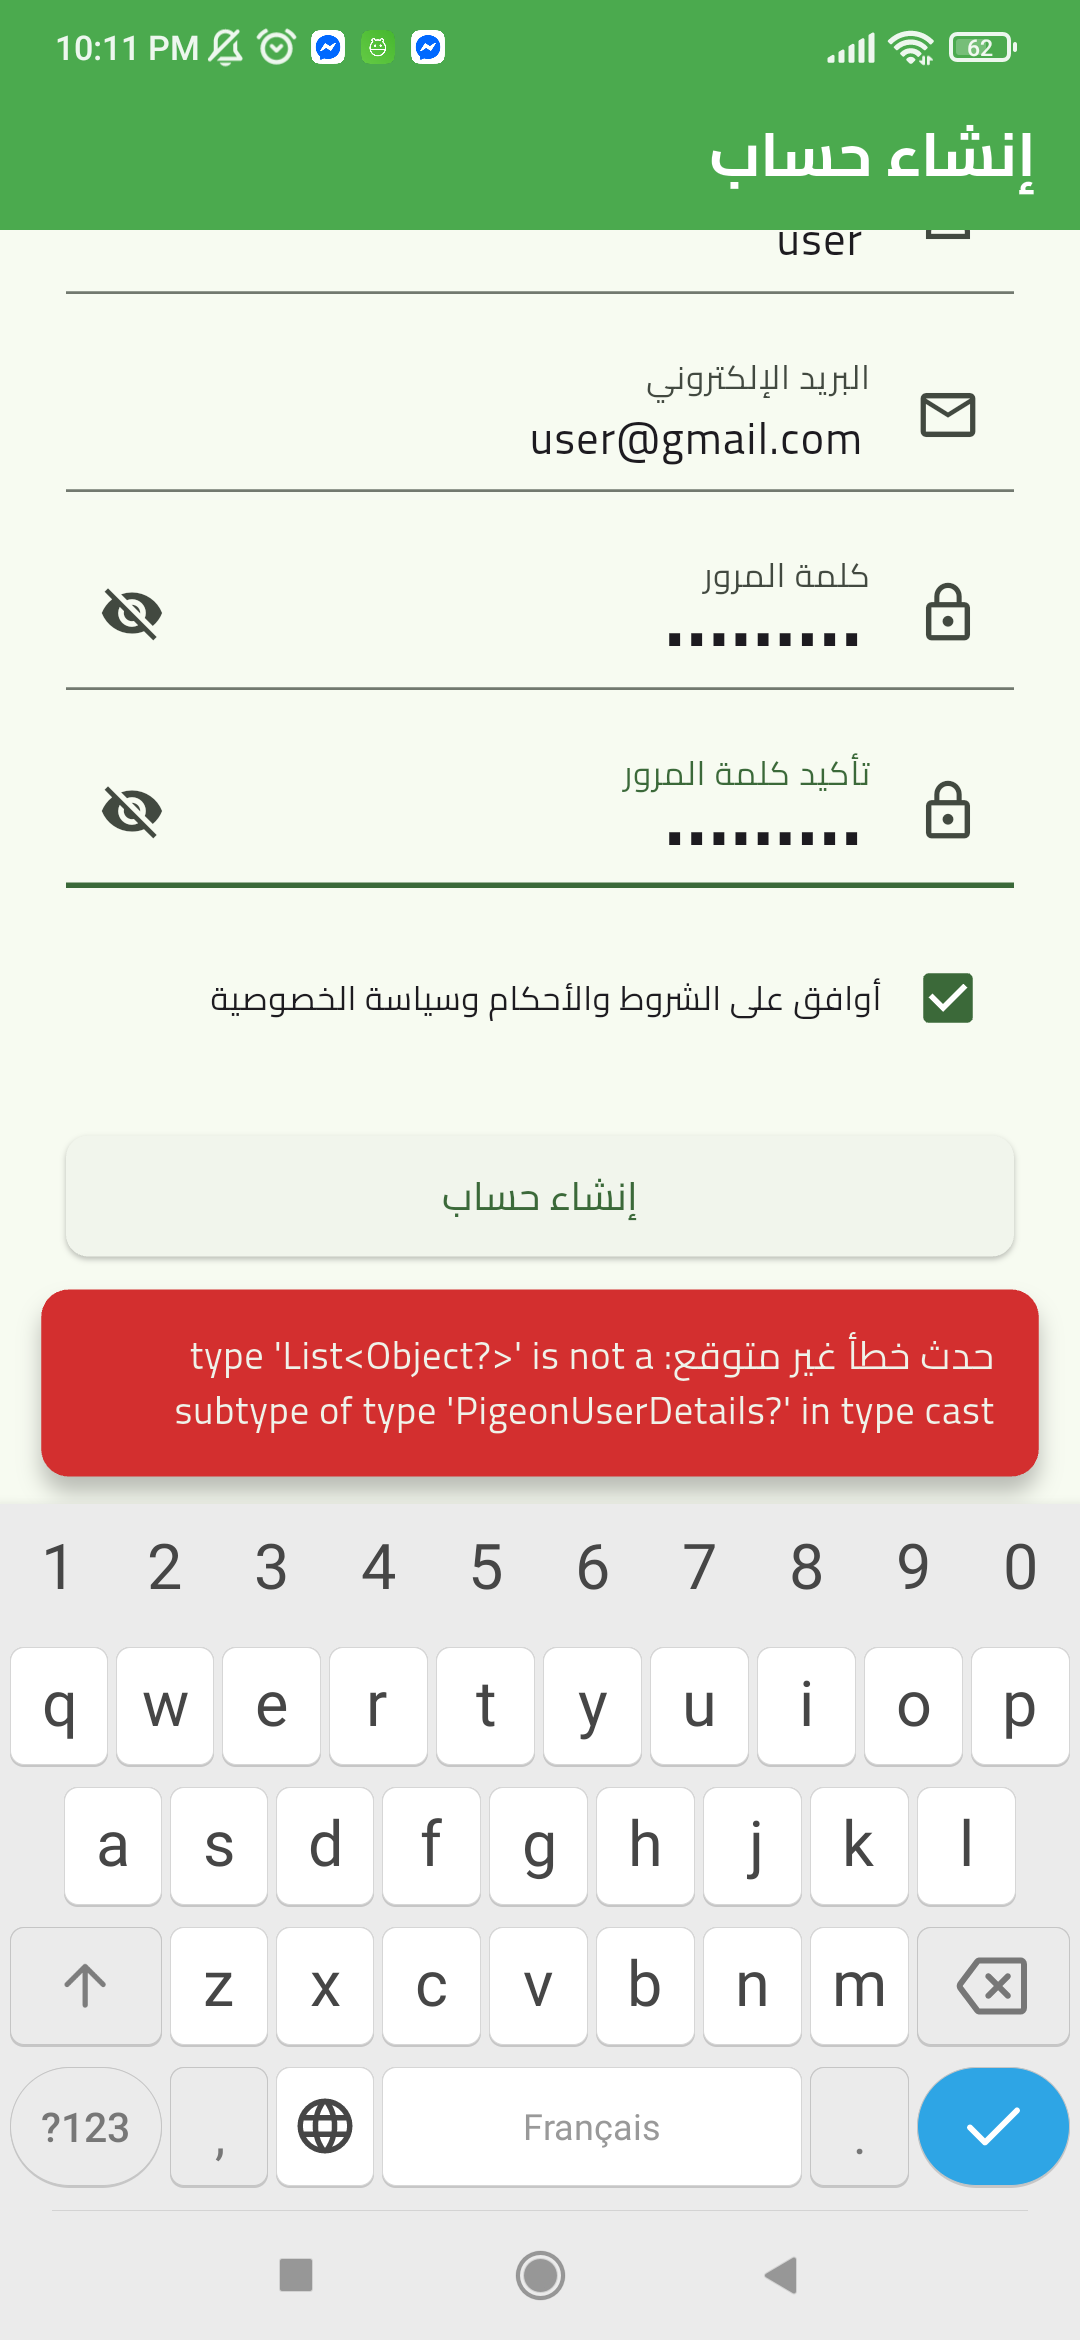 10:11 PM
62
إنشاء حساب
user
البريد الإلكتروني
user@gmail.com
كلمة المرور
تأكيد كلمة المرور
أوافق على الشروط والأحكام وسياسة الخصوصية
إنشاء حساب
حدث خطأ غير متوقع: type 'List<Object?>' is not a
subtype of type 'PigeonUserDetails?' in type cast
1 2 3 4 5 6 7 8 9 0
q w e r t y u i o p
a s d f g h j k l
z x c v b n m
?123 , Français .